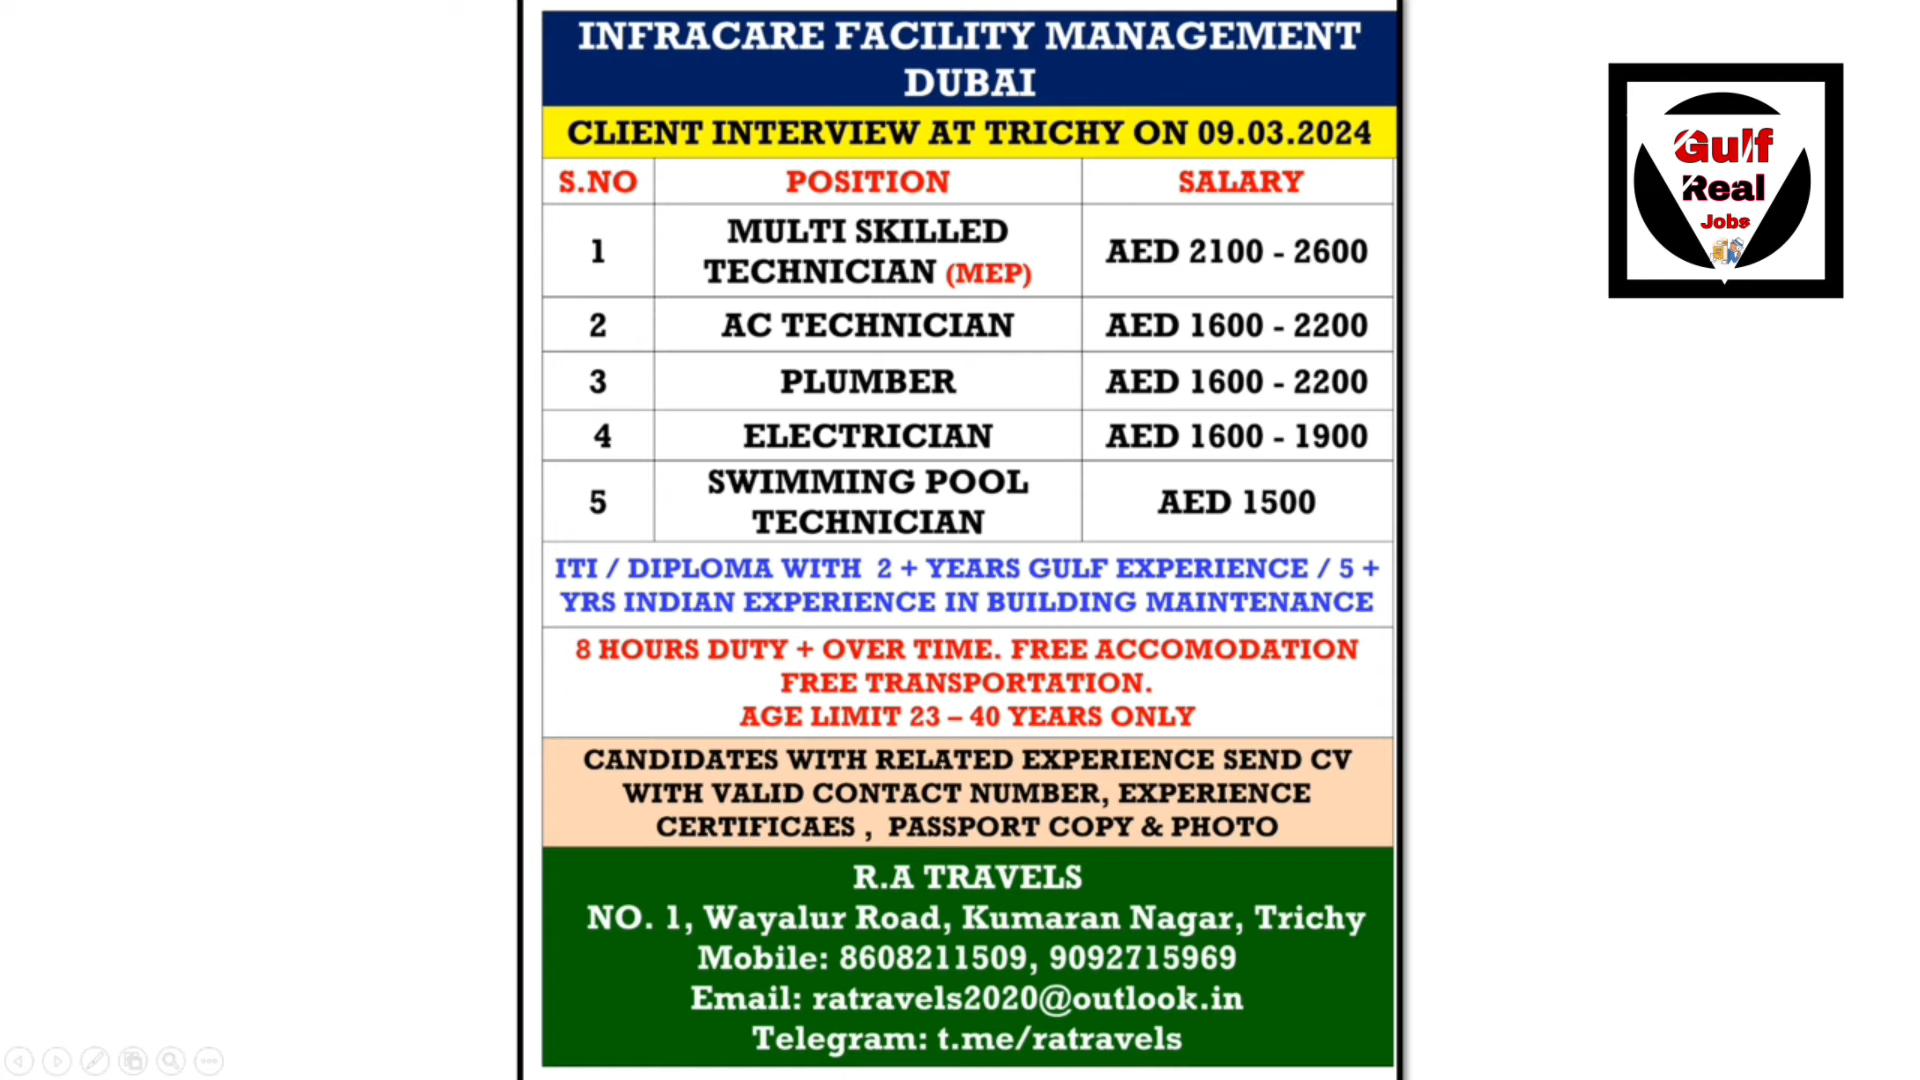 INFRACARE FACILITY MANAGEMENT
DUBAI
CLIENT INTERVIEW AT TRICHY ON 09.03.2024
S.NO POSITION SALARY
1 MULTI SKILLED TECHNICIAN (MEP) AED 2100 - 2600
2 AC TECHNICIAN AED 1600 - 2200
3 PLUMBER AED 1600 - 2200
4 ELECTRICIAN AED 1600 - 1900
5 SWIMMING POOL TECHNICIAN AED 1500
ITI / DIPLOMA WITH 2 + YEARS GULF EXPERIENCE / 5 +
YRS INDIAN EXPERIENCE IN BUILDING MAINTENANCE
8 HOURS DUTY + OVER TIME. FREE ACCOMODATION
FREE TRANSPORTATION.
AGE LIMIT 23 – 40 YEARS ONLY
CANDIDATES WITH RELATED EXPERIENCE SEND CV
WITH VALID CONTACT NUMBER, EXPERIENCE
CERTIFICAES , PASSPORT COPY & PHOTO
R.A TRAVELS
NO. 1, Wayalur Road, Kumaran Nagar, Trichy
Mobile: 8608211509, 9092715969
Email: ratravels2020@outlook.in
Telegram: t.me/ratravels
Gulf
Real
Jobs